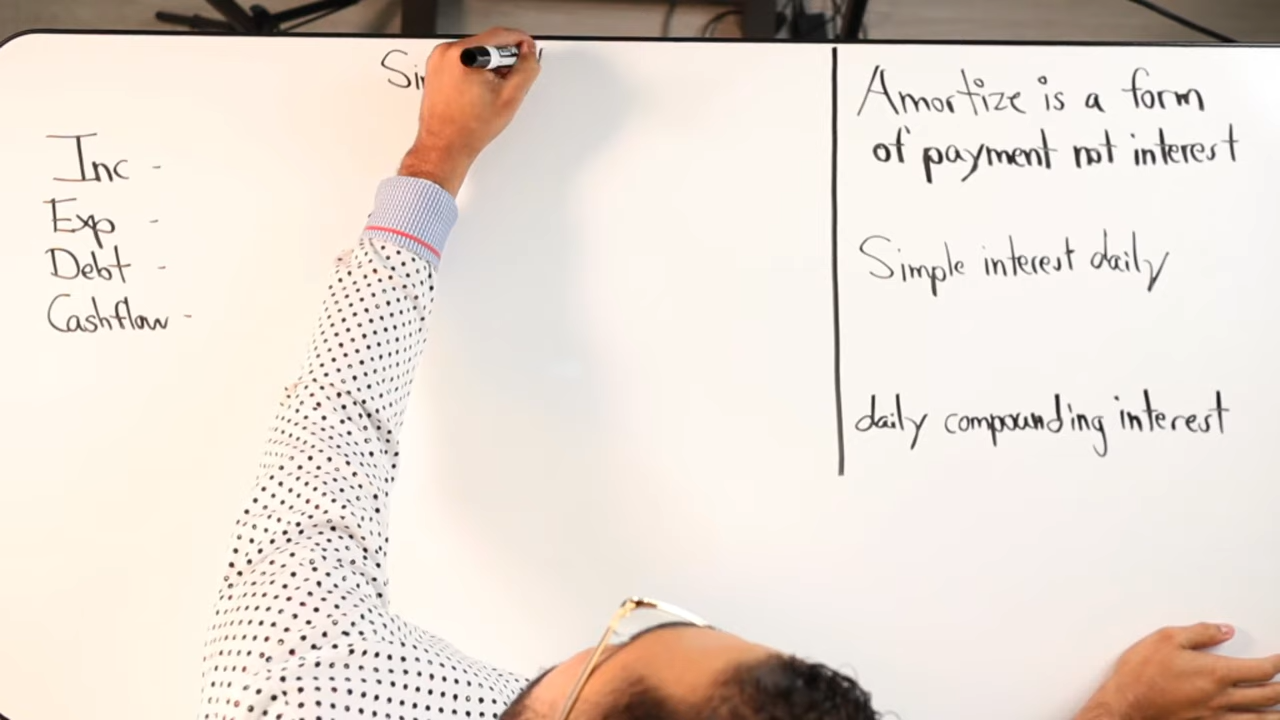 Inc -
Exp -
Debt -
Cashflow -
Amortize is a form
of payment not interest
Simple interest daily
daily compounding interest